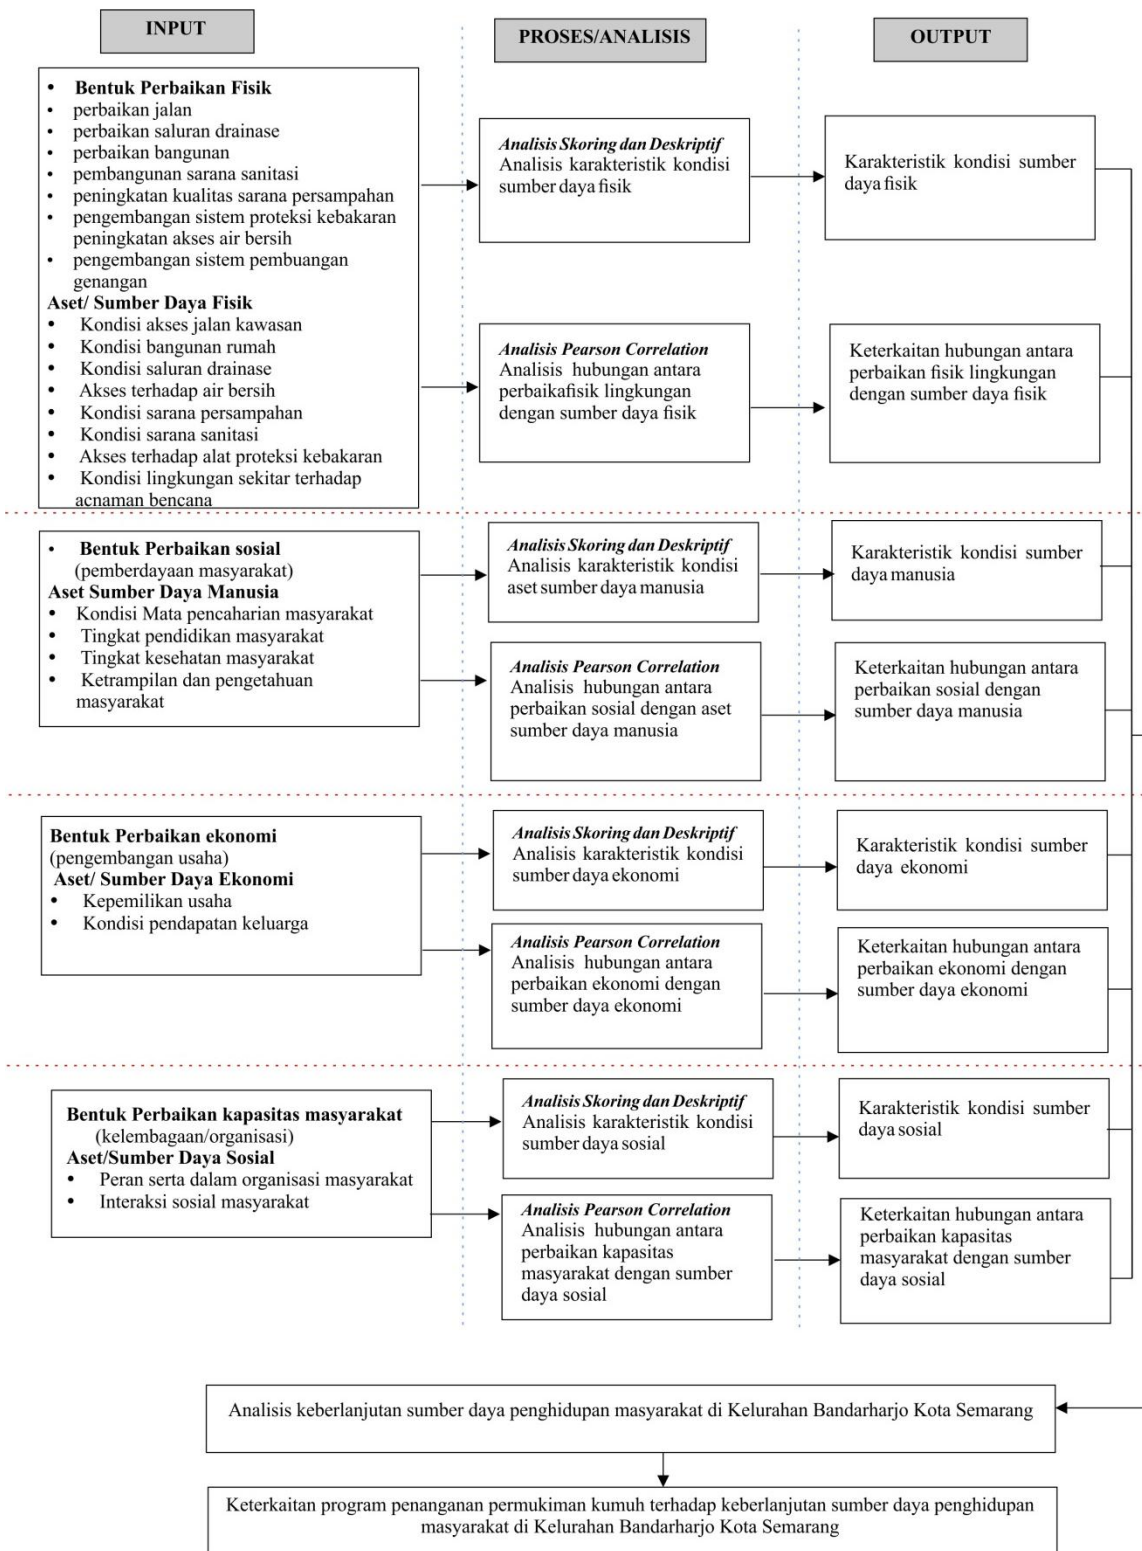 INPUT
PROSES/ANALISIS
OUTPUT
• Bentuk Perbaikan Fisik
• perbaikan jalan
• perbaikan saluran drainase
• perbaikan bangunan
• pembangunan sarana sanitasi
• peningkatan kualitas sarana persampahan
• pengembangan sistem proteksi kebakaran
peningkatan akses air bersih
• pengembangan sistem pembuangan
genangan
Aset/ Sumber Daya Fisik
• Kondisi akses jalan kawasan
• Kondisi bangunan rumah
• Kondisi saluran drainase
• Akses terhadap air bersih
• Kondisi sarana persampahan
• Kondisi sarana sanitasi
• Akses terhadap alat proteksi kebakaran
• Kondisi lingkungan sekitar terhadap
acnaman bencana
Analisis Skoring dan Deskriptif
Analisis karakteristik kondisi
sumber daya fisik
Karakteristik kondisi sumber
daya fisik
Analisis Pearson Correlation
Analisis hubungan antara
perbaikafisik lingkungan
dengan sumber daya fisik
Keterkaitan hubungan antara
perbaikan fisik lingkungan
dengan sumber daya fisik
• Bentuk Perbaikan sosial
(pemberdayaan masyarakat)
Aset Sumber Daya Manusia
• Kondisi Mata pencaharian masyarakat
• Tingkat pendidikan masyarakat
• Tingkat kesehatan masyarakat
• Ketrampilan dan pengetahuan
masyarakat
Analisis Skoring dan Deskriptif
Analisis karakteristik kondisi
aset sumber daya manusia
Karakteristik kondisi sumber
daya manusia
Analisis Pearson Correlation
Analisis hubungan antara
perbaikan sosial dengan aset
sumber daya manusia
Keterkaitan hubungan antara
perbaikan sosial dengan
sumber daya manusia
Bentuk Perbaikan ekonomi
(pengembangan usaha)
Aset/ Sumber Daya Ekonomi
• Kepemilikan usaha
• Kondisi pendapatan keluarga
Analisis Skoring dan Deskriptif
Analisis karakteristik kondisi
sumber daya ekonomi
Karakteristik kondisi sumber
daya ekonomi
Analisis Pearson Correlation
Analisis hubungan antara
perbaikan ekonomi dengan
sumber daya ekonomi
Keterkaitan hubungan antara
perbaikan ekonomi dengan
sumber daya ekonomi
Bentuk Perbaikan kapasitas masyarakat
(kelembagaan/organisasi)
Aset/Sumber Daya Sosial
• Peran serta dalam organisasi masyarakat
• Interaksi sosial masyarakat
Analisis Skoring dan Deskriptif
Analisis karakteristik kondisi
sumber daya sosial
Karakteristik kondisi sumber
daya sosial
Analisis Pearson Correlation
Analisis hubungan antara
perbaikan kapasitas
masyarakat dengan sumber
daya sosial
Keterkaitan hubungan antara
perbaikan kapasitas
masyarakat dengan sumber
daya sosial
Analisis keberlanjutan sumber daya penghidupan masyarakat di Kelurahan Bandarharjo Kota Semarang
Keterkaitan program penanganan permukiman kumuh terhadap keberlanjutan sumber daya penghidupan
masyarakat di Kelurahan Bandarharjo Kota Semarang